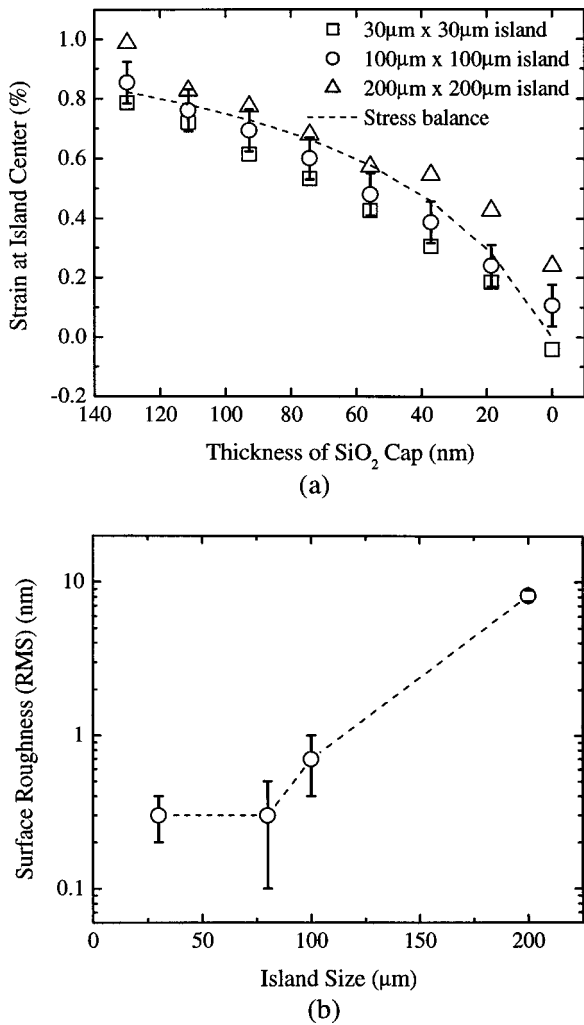 (a)
1.0
0.8
0.6
0.4
0.2
0.0
-0.2
Strain at Island Center (%)
30μm x 30μm island
100μm x 100μm island
200μm x 200μm island
Stress balance
140 120 100 80 60 40 20 0
Thickness of SiO₂ Cap (nm)
(a)
10
1
0.1
Surface Roughness (RMS) (nm)
0 50 100 150 200
Island Size (μm)
(b)